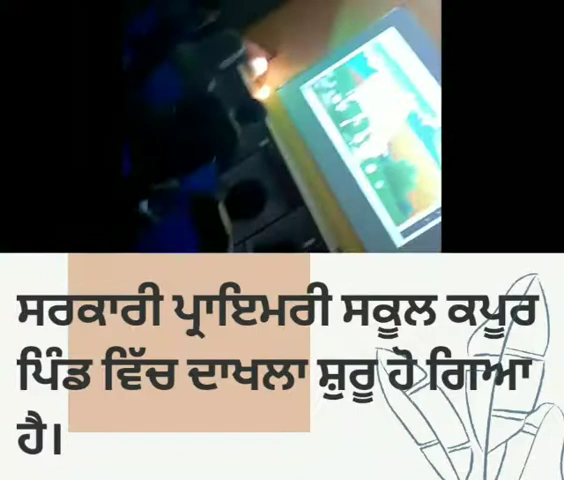 ਸਰਕਾਰੀ ਪ੍ਰਾਇਮਰੀ ਸਕੂਲ ਕਪੂਰ
ਪਿੰਡ ਵਿੱਚ ਦਾਖਲਾ ਸ਼ੁਰੂ ਹੋ ਗਿਆ
ਹੈ।